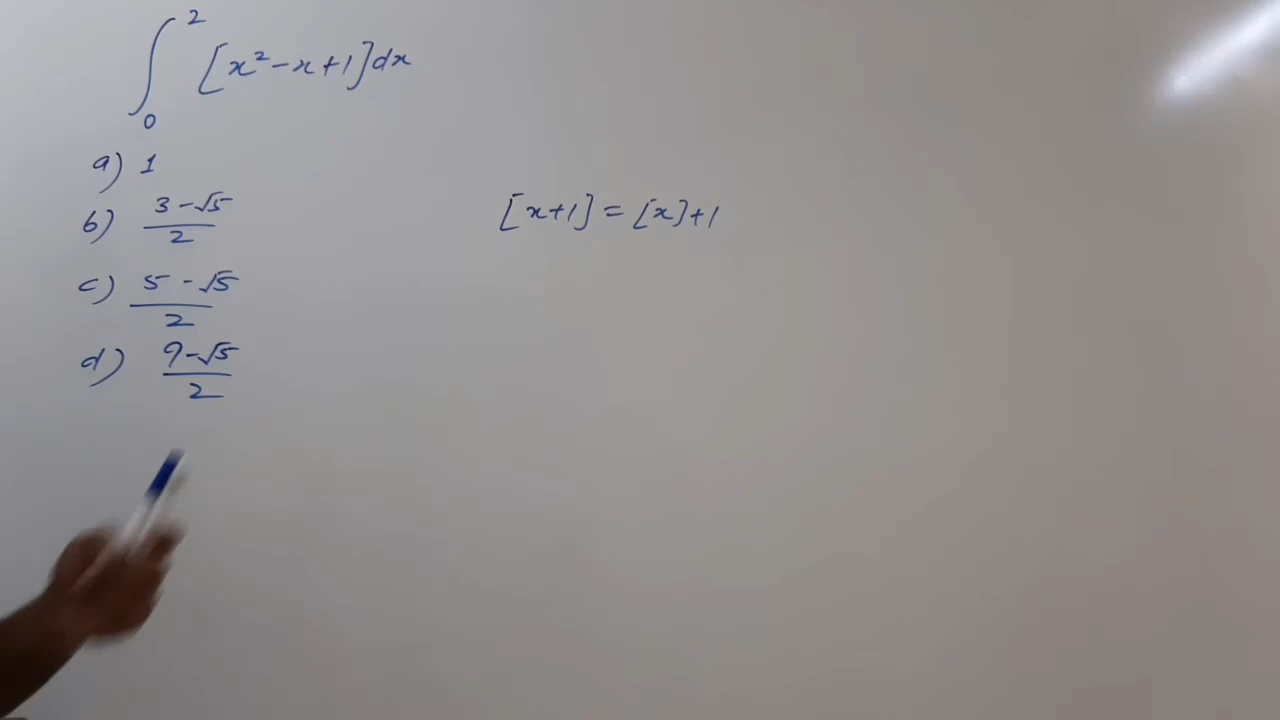 ∫₀² [x²-x+1]dx
a) 1
b) (3-√5)/2
[x+1] = [x]+1
c) (5-√5)/2
d) (9-√5)/2